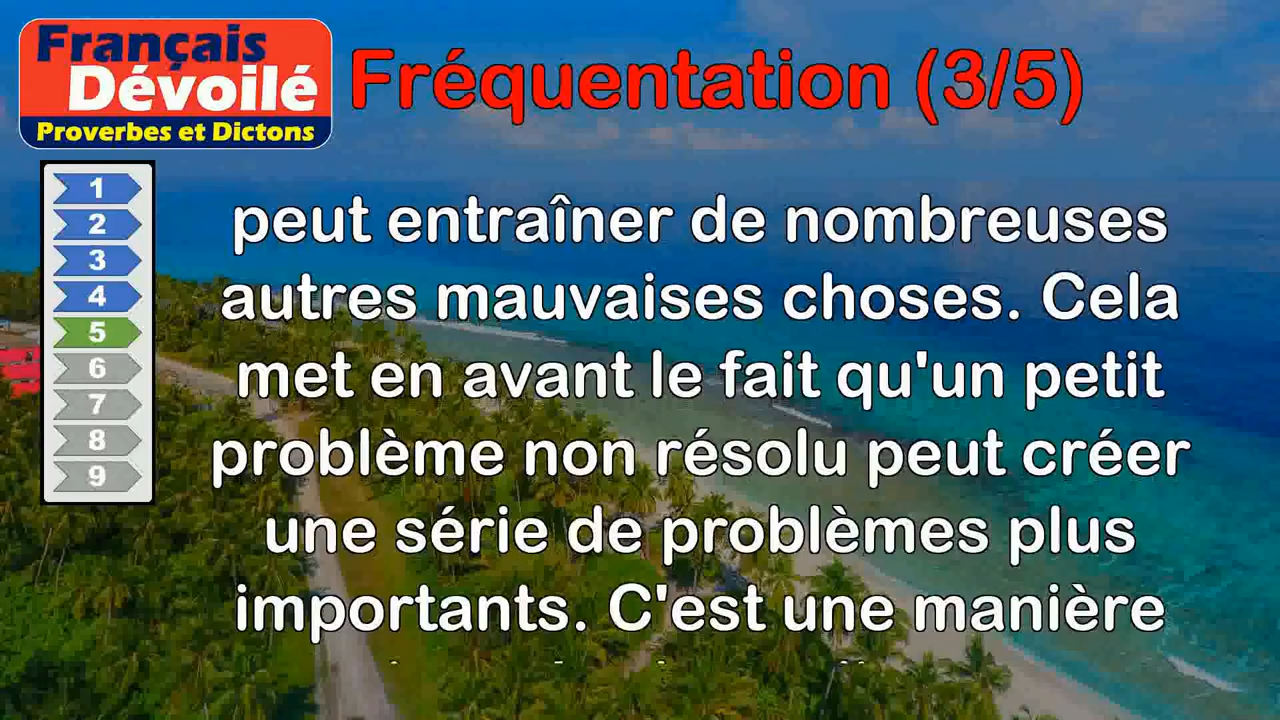 Français
Dévoilé
Proverbes et Dictons
Fréquentation (3/5)
1
2
3
4
5
6
7
8
9
peut entraîner de nombreuses
autres mauvaises choses. Cela
met en avant le fait qu'un petit
problème non résolu peut créer
une série de problèmes plus
importants. C'est une manière